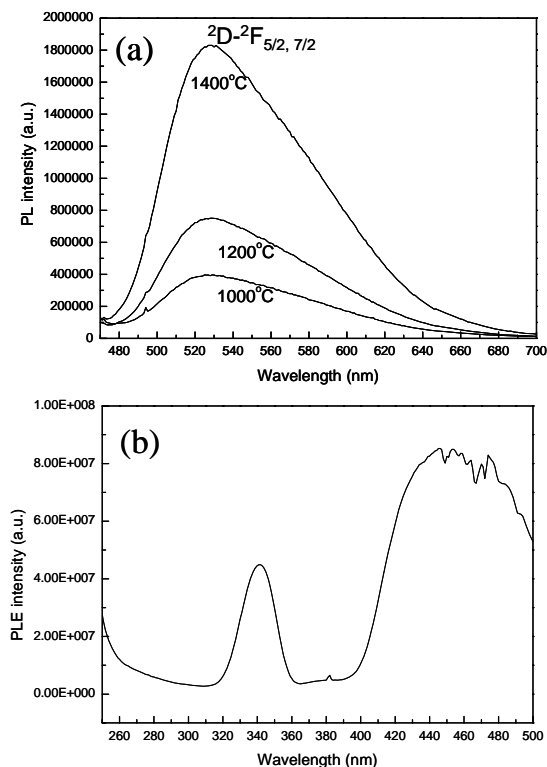 (a)
²D-²F5/2, 7/2
1400°C
1200°C
1000°C
PL intensity (a.u.)
2000000
1800000
1600000
1400000
1200000
1000000
800000
600000
400000
200000
0
480 500 520 540 560 580 600 620 640 660 680 700
Wavelength (nm)
(b)
PLE intensity (a.u.)
1.00E+008
8.00E+007
6.00E+007
4.00E+007
2.00E+007
0.00E+000
260 280 300 320 340 360 380 400 420 440 460 480 500
Wavelength (nm)